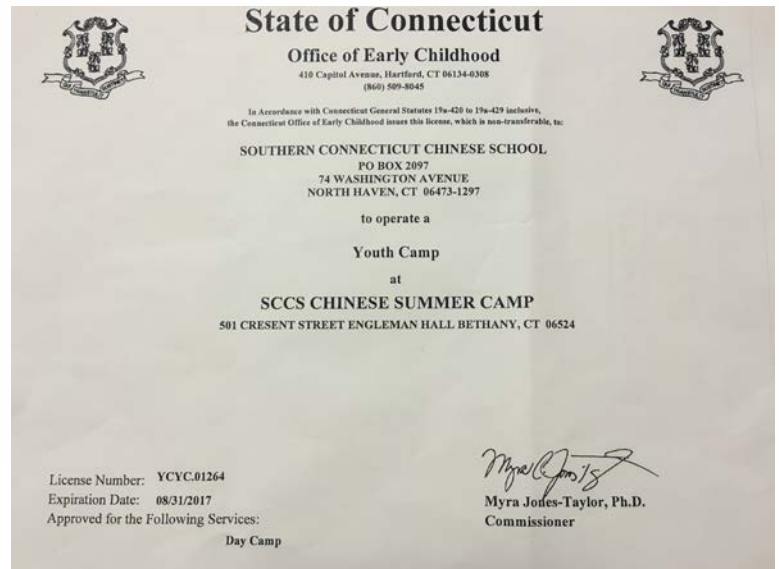 State of Connecticut
Office of Early Childhood
410 Capitol Avenue, Hartford, CT 06134-0308
(860) 509-8045
In Accordance with Connecticut General Statutes 19a-420 to 19a-429 inclusive,
the Connecticut Office of Early Childhood issues this license, which is non-transferable, to:
SOUTHERN CONNECTICUT CHINESE SCHOOL
PO BOX 2097
74 WASHINGTON AVENUE
NORTH HAVEN, CT 06473-1297
to operate a
Youth Camp
at
SCCS CHINESE SUMMER CAMP
501 CRESENT STREET ENGLEMAN HALL BETHANY, CT 06524
License Number: YCYC.01264
Expiration Date: 08/31/2017
Approved for the Following Services:
Day Camp
Myra Jones-Taylor, Ph.D.
Commissioner